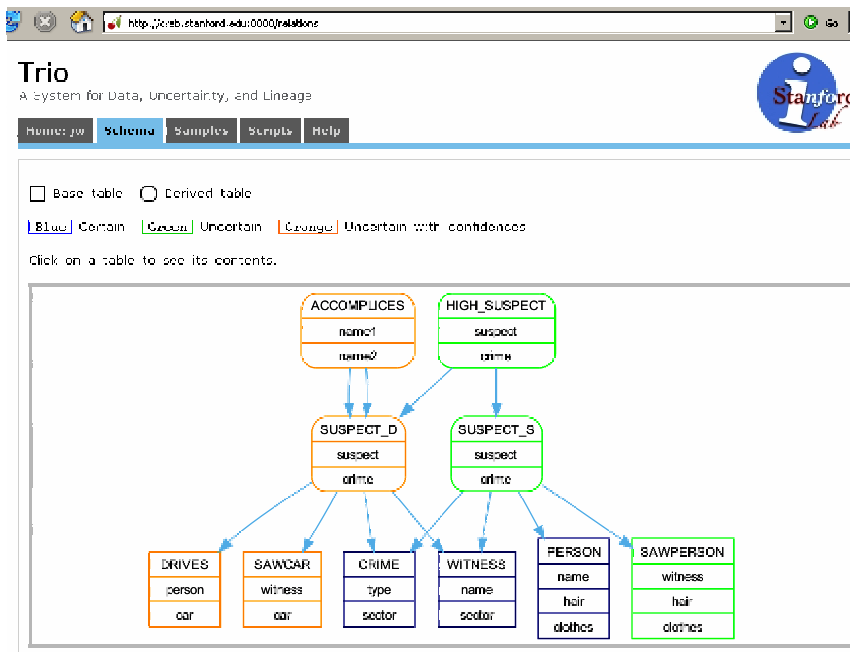 Go
Trio
A System for Data, Uncertainty, and Lineage
Stanford
Lab
Home: jw Schema Samples Scripts Help
Base table Derived table
Blue Certain Green Uncertain Orange Uncertain with confidences
Click on a table to see its contents.
ACCOMPLICES
name1
name2
HIGH_SUSPECT
suspect
crime
SUSPECT_D
suspect
crime
SUSPECT_S
suspect
crime
DRIVES
person
car
SAWCAR
witness
car
CRIME
type
sector
WITNESS
name
sector
PERSON
name
hair
clothes
SAWPERSON
witness
hair
clothes